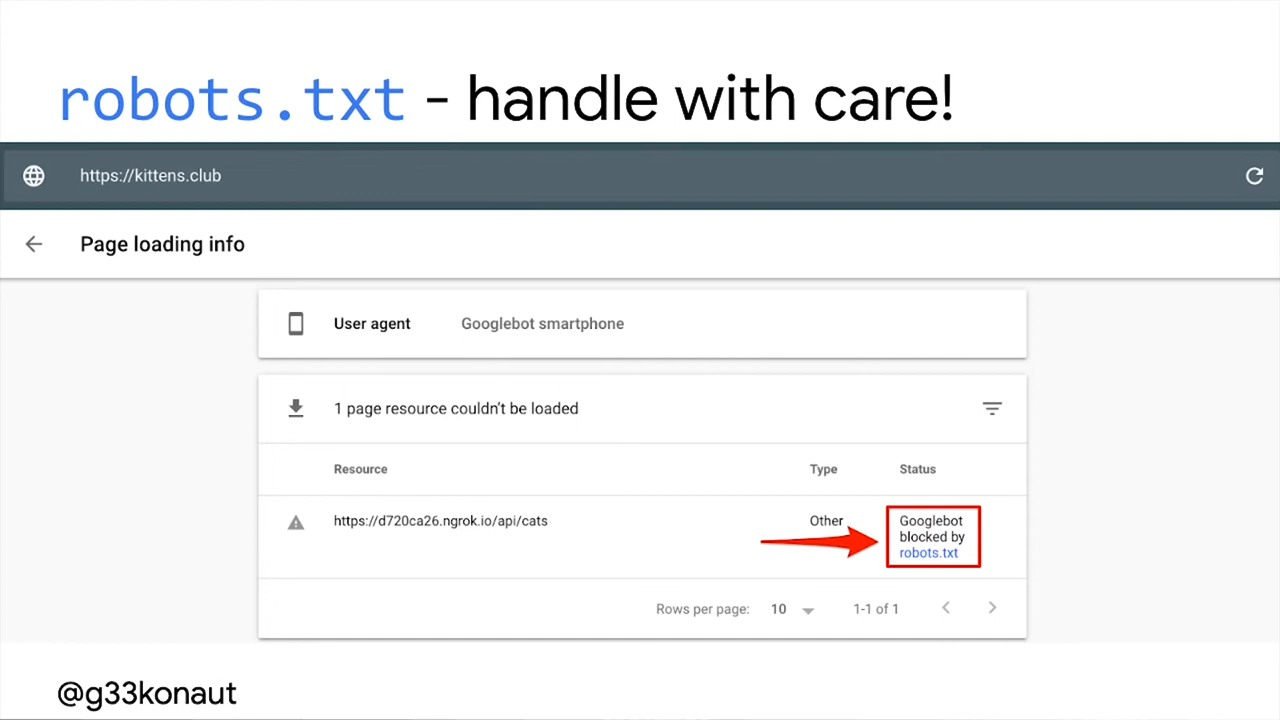 robots.txt - handle with care!
https://kittens.club
Page loading info
User agent Googlebot smartphone
1 page resource couldn't be loaded
Resource Type Status
https://d720ca26.ngrok.io/api/cats Other Googlebot
blocked by
robots.txt
Rows per page: 10 1-1 of 1
@g33konaut